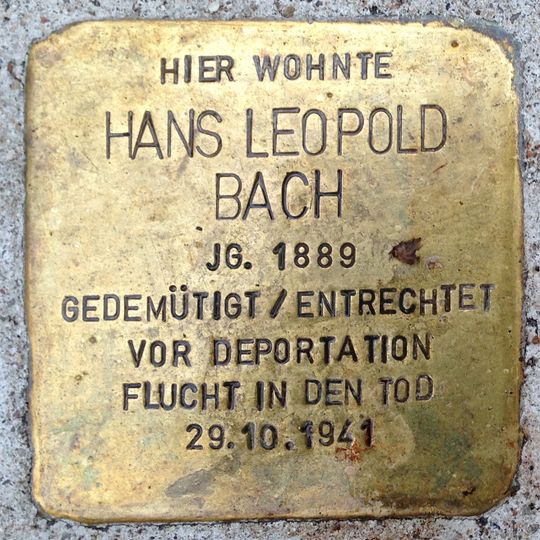 HIER WOHNTE
HANS LEOPOLD
BACH
JG. 1889
GEDEMÜTIGT / ENTRECHTET
VOR DEPORTATION
FLUCHT IN DEN TOD
29.10.1941